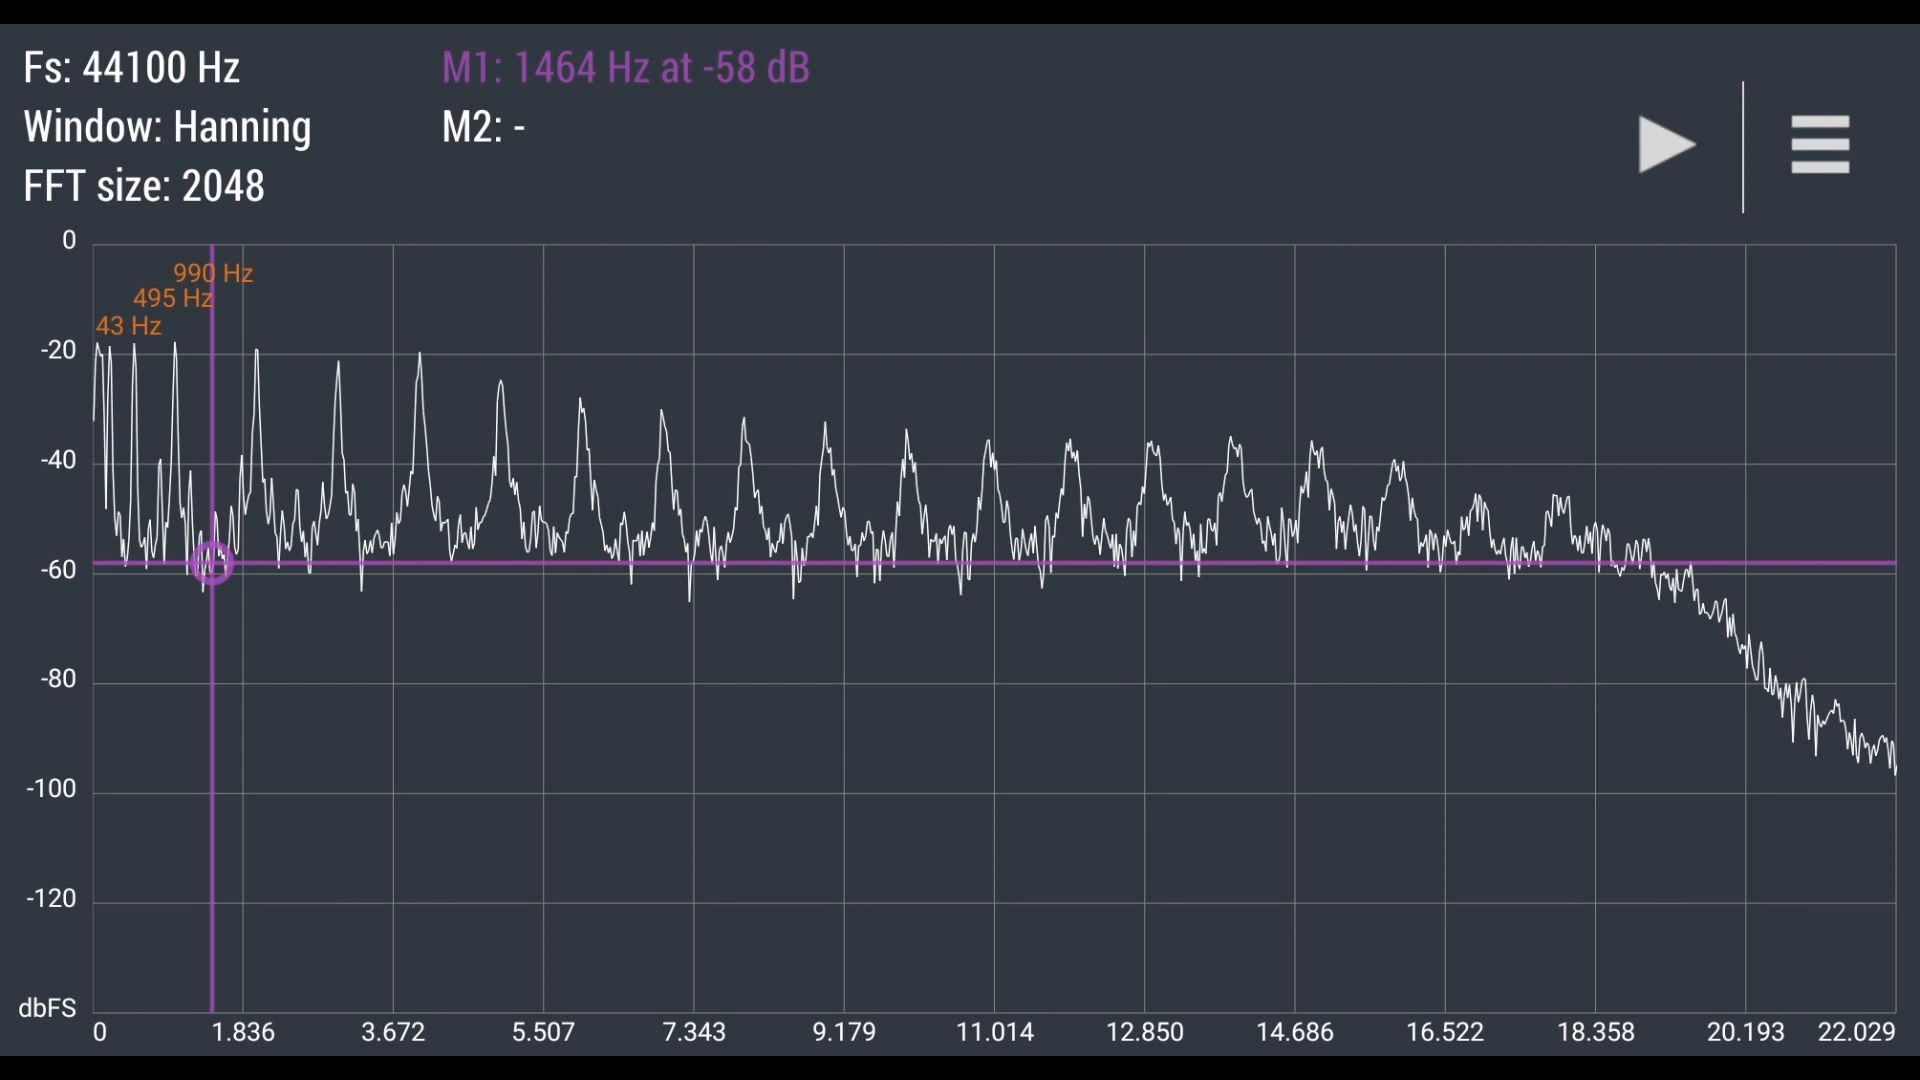 Fs: 44100 Hz
M1: 1464 Hz at -58 dB
Window: Hanning
M2: -
FFT size: 2048
0
990 Hz
495 Hz
43 Hz
-20
-40
-60
-80
-100
-120
dbFS
0 1.836 3.672 5.507 7.343 9.179 11.014 12.850 14.686 16.522 18.358 20.193 22.029